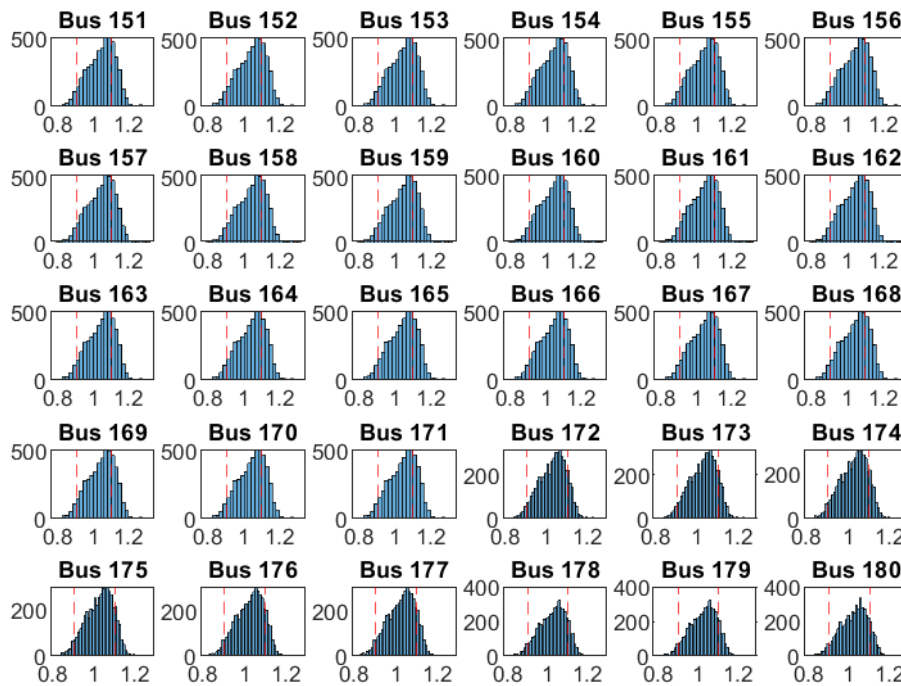 Bus 151 Bus 152 Bus 153 Bus 154 Bus 155 Bus 156
500 500 500 500 500 500
0 0 0 0 0 0
0.8 1 1.2 0.8 1 1.2 0.8 1 1.2 0.8 1 1.2 0.8 1 1.2 0.8 1 1.2
Bus 157 Bus 158 Bus 159 Bus 160 Bus 161 Bus 162
500 500 500 500 500 500
0 0 0 0 0 0
0.8 1 1.2 0.8 1 1.2 0.8 1 1.2 0.8 1 1.2 0.8 1 1.2 0.8 1 1.2
Bus 163 Bus 164 Bus 165 Bus 166 Bus 167 Bus 168
500 500 500 500 500 500
0 0 0 0 0 0
0.8 1 1.2 0.8 1 1.2 0.8 1 1.2 0.8 1 1.2 0.8 1 1.2 0.8 1 1.2
Bus 169 Bus 170 Bus 171 Bus 172 Bus 173 Bus 174
500 500 500 200 200 200
0 0 0 0 0 0
0.8 1 1.2 0.8 1 1.2 0.8 1 1.2 0.8 1 1.2 0.8 1 1.2 0.8 1 1.2
Bus 175 Bus 176 Bus 177 Bus 178 Bus 179 Bus 180
400 400 400
200 200 200 200 200 200
0 0 0 0 0 0
0.8 1 1.2 0.8 1 1.2 0.8 1 1.2 0.8 1 1.2 0.8 1 1.2 0.8 1 1.2